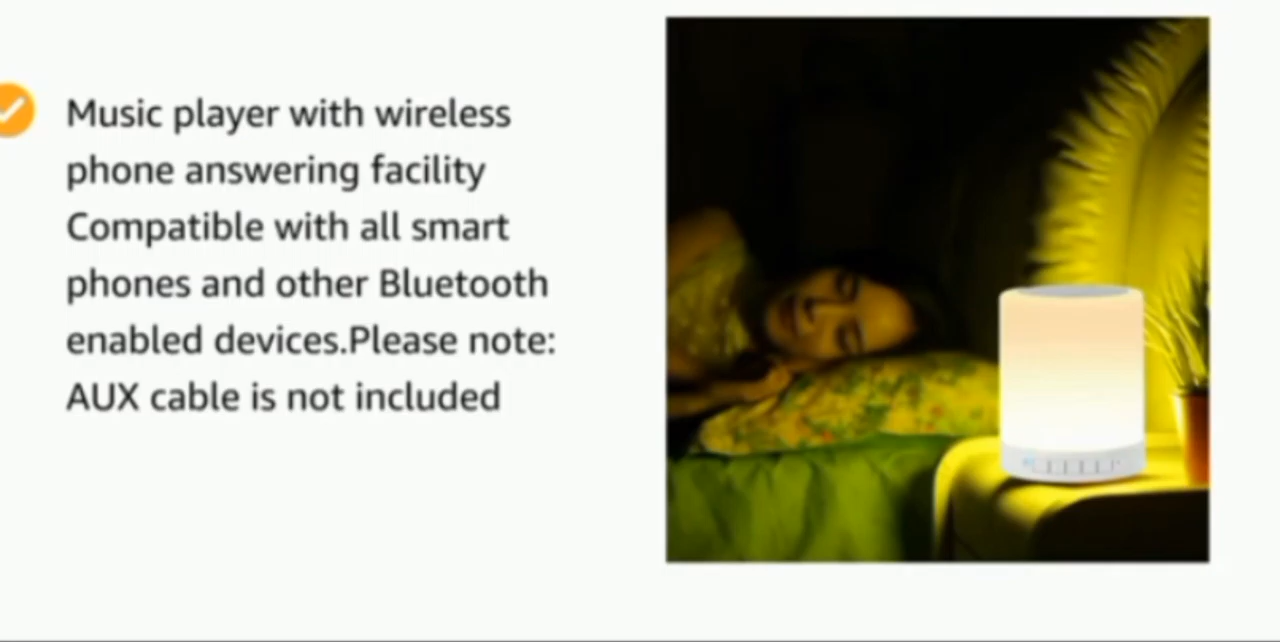 Music player with wireless
phone answering facility
Compatible with all smart
phones and other Bluetooth
enabled devices.Please note:
AUX cable is not included